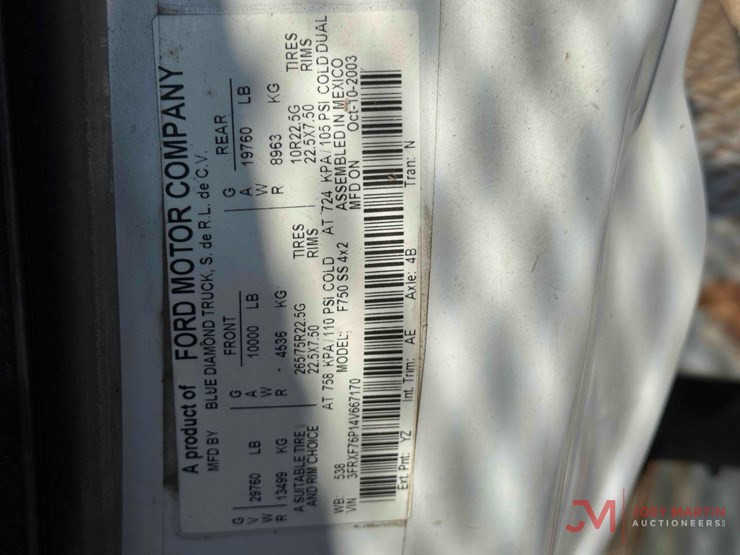 A product of FORD MOTOR COMPANY
MFD BY BLUE DIAMOND TRUCK, S. de R.L. de C.V.
FRONT REAR
G V W R 29760 LB 13499 KG
G A W R 10000 LB - 4536 KG
G A W R 19760 LB 8963 KG
A SUITABLE TIRE AND RIM CHOICE
26575R22.5G TIRES 10R22.5G TIRES
22.5X7.50 RIMS 22.5X7.50 RIMS
AT 758 KPA/110 PSI COLD AT 724 KPA/105 PSI COLD DUAL
WB: 538 MODEL: F750 SS 4x2 ASSEMBLED IN MEXICO
VIN 3FRXF76P14V667170 MFD ON Oct-10-2003
Ext. Pnt: YZ Int. Trim: AE Axle: 4B Tran: N
JM JEFF MARTIN
AUCTIONEERS